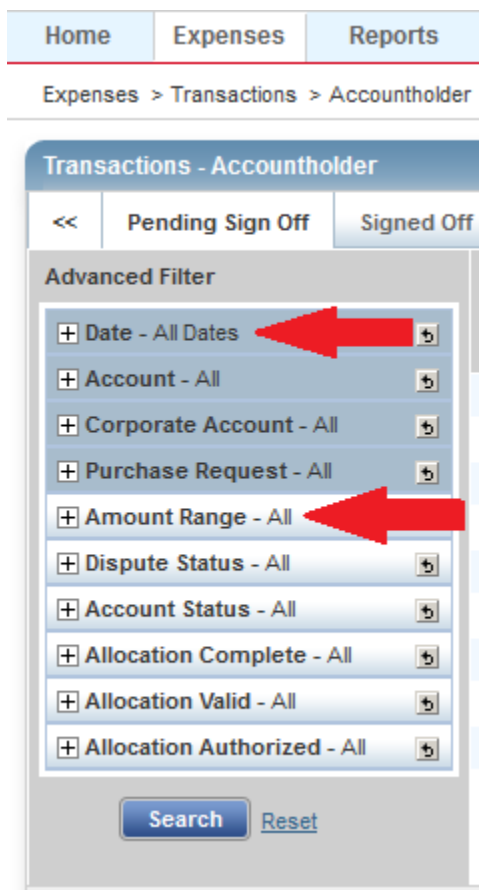 Home Expenses Reports
Expenses > Transactions > Accountholder
Transactions - Accountholder
<< Pending Sign Off Signed Off
Advanced Filter
Date - All Dates
Account - All
Corporate Account - All
Purchase Request - All
Amount Range - All
Dispute Status - All
Account Status - All
Allocation Complete - All
Allocation Valid - All
Allocation Authorized - All
Search Reset